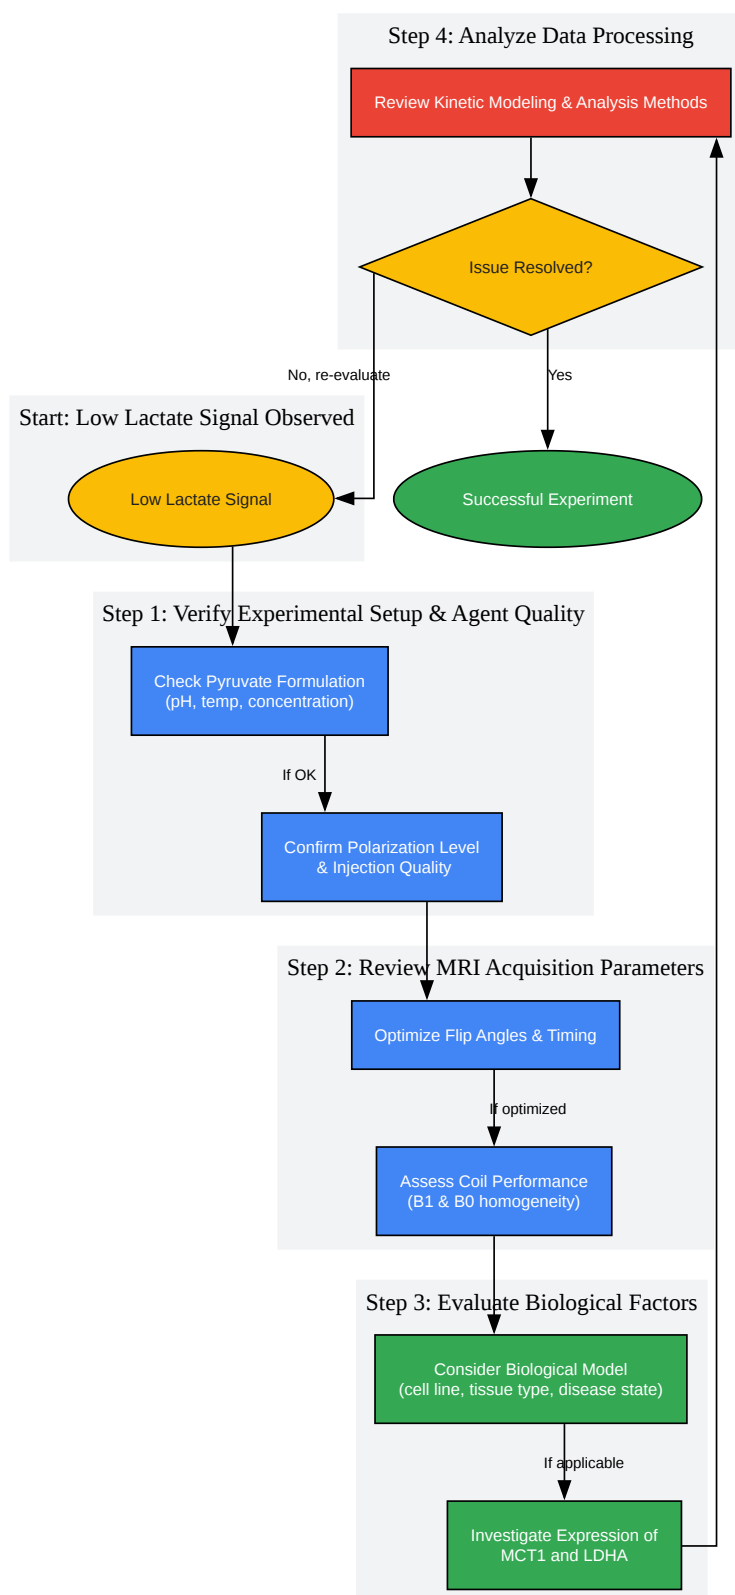 Step 4: Analyze Data Processing
Review Kinetic Modeling & Analysis Methods
Issue Resolved?
No, re-evaluate
Yes
Start: Low Lactate Signal Observed
Low Lactate Signal
Successful Experiment
Step 1: Verify Experimental Setup & Agent Quality
Check Pyruvate Formulation
(pH, temp, concentration)
If OK
Confirm Polarization Level
& Injection Quality
Step 2: Review MRI Acquisition Parameters
Optimize Flip Angles & Timing
If optimized
Assess Coil Performance
(B1 & B0 homogeneity)
Step 3: Evaluate Biological Factors
Consider Biological Model
(cell line, tissue type, disease state)
If applicable
Investigate Expression of
MCT1 and LDHA